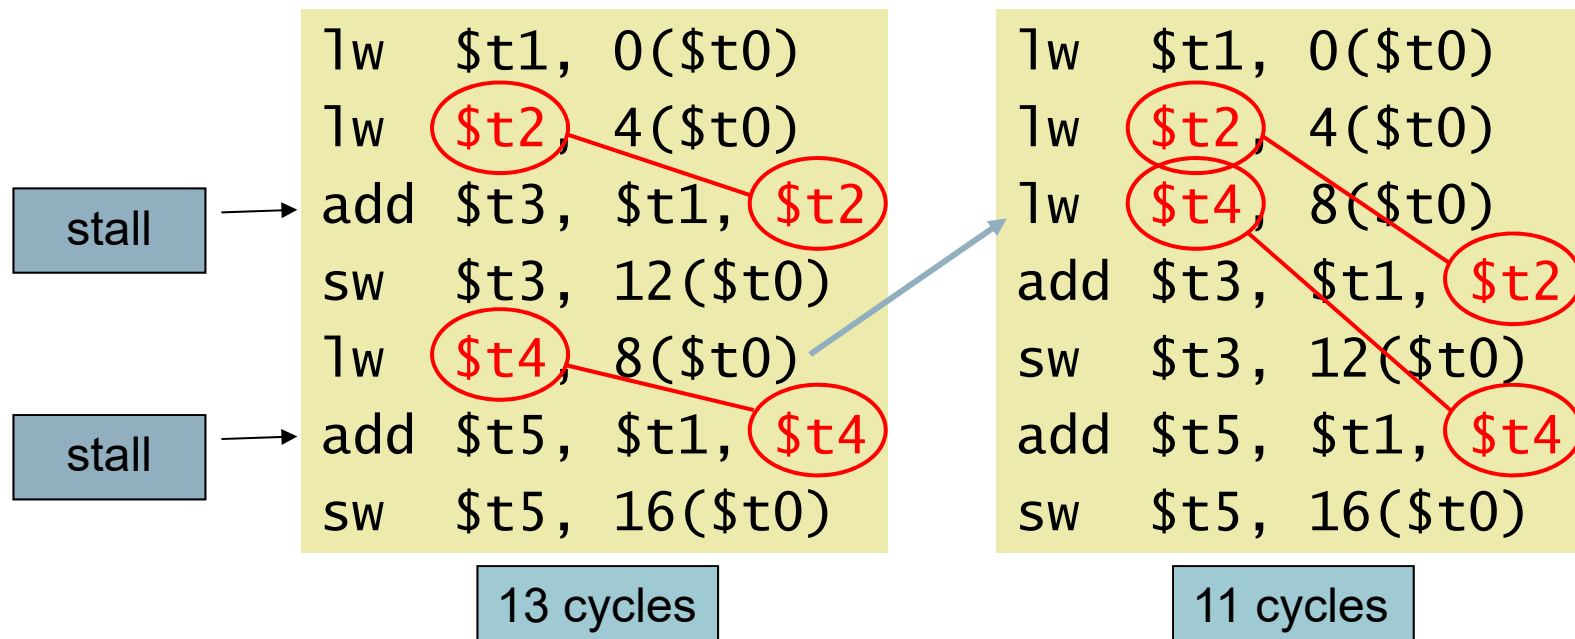 stall
stall
lw $t1, 0($t0)
lw $t2, 4($t0)
add $t3, $t1, $t2
sw $t3, 12($t0)
lw $t4, 8($t0)
add $t5, $t1, $t4
sw $t5, 16($t0)
13 cycles
lw $t1, 0($t0)
lw $t2, 4($t0)
lw $t4, 8($t0)
add $t3, $t1, $t2
sw $t3, 12($t0)
add $t5, $t1, $t4
sw $t5, 16($t0)
11 cycles